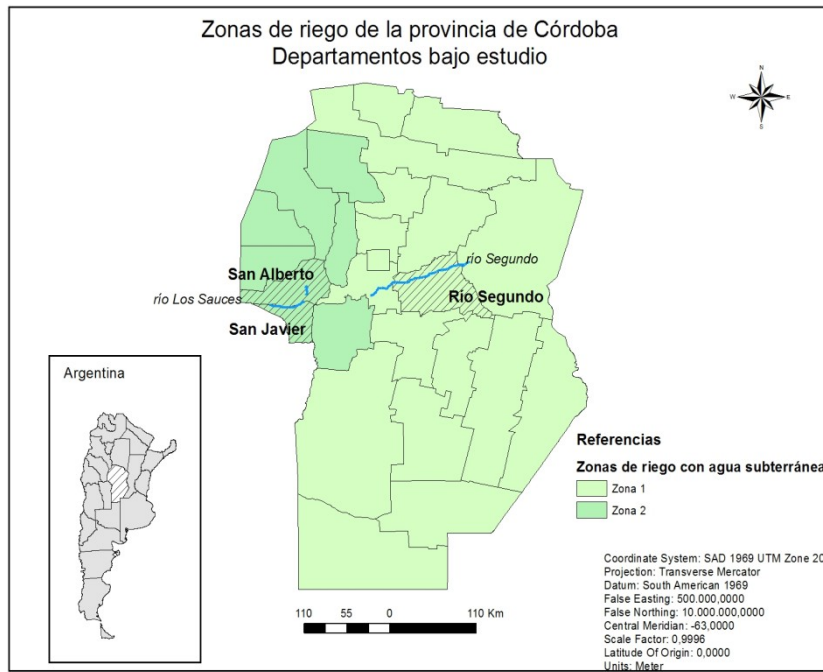 Zonas de riego de la provincia de Córdoba
Departamentos bajo estudio
N
W
E
S
San Alberto
río Segundo
río Los Sauces
Río Segundo
San Javier
Argentina
Referencias
Zonas de riego con agua subterránea
Zona 1
Zona 2
110 55 0 110 Km
Coordinate System: SAD 1969 UTM Zone 20
Projection: Transverse Mercator
Datum: South American 1969
False Easting: 500.000,0000
False Northing: 10.000.000,0000
Central Meridian: -63,0000
Scale Factor: 0,9996
Latitude Of Origin: 0,0000
Units: Meter